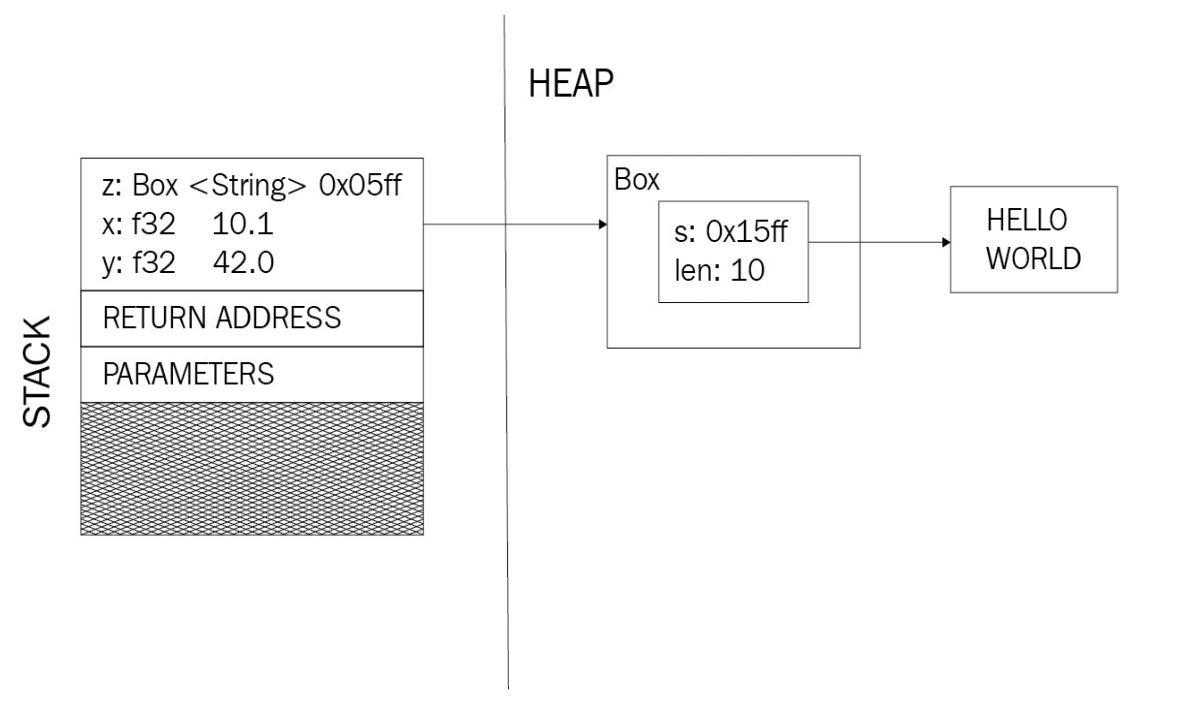 HEAP
STACK
z: Box <String> 0x05ff
x: f32 10.1
y: f32 42.0
RETURN ADDRESS
PARAMETERS
Box
s: 0x15ff
len: 10
HELLO
WORLD